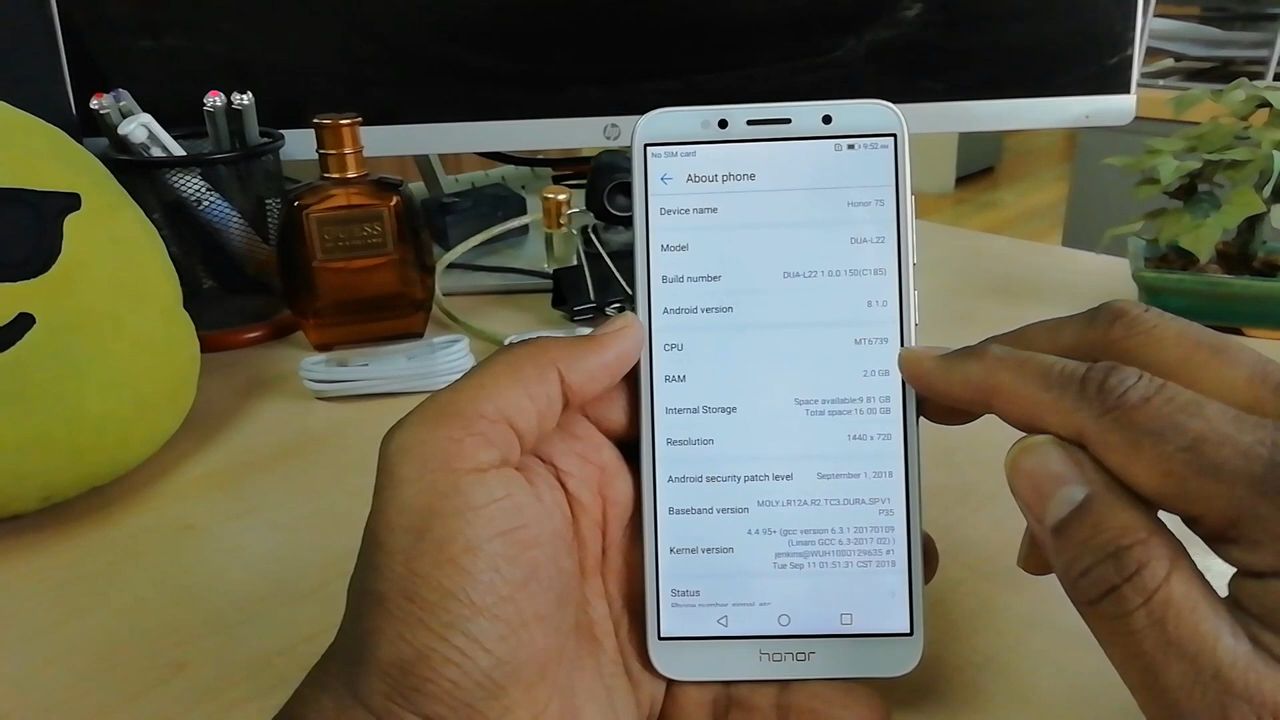 hp
GUESS
No SIM card 9:52 AM
About phone
Device name Honor 7S
Model DUA-L22
Build number DUA-L22 1.0.0.150(C185)
Android version 8.1.0
CPU MT6739
RAM 2.0 GB
Internal Storage Space available:9.81 GB
Total space:16.00 GB
Resolution 1440 x 720
Android security patch level September 1, 2018
Baseband version MOLY.LR12A.R2.TC3.DURA.SP.V1
P35
Kernel version 4.4.95+ (gcc version 6.3.1 20170109
(Linaro GCC 6.3-2017.02) )
jenkins@WUH1000129635 #1
Tue Sep 11 01:51:31 CST 2018
Status
honor